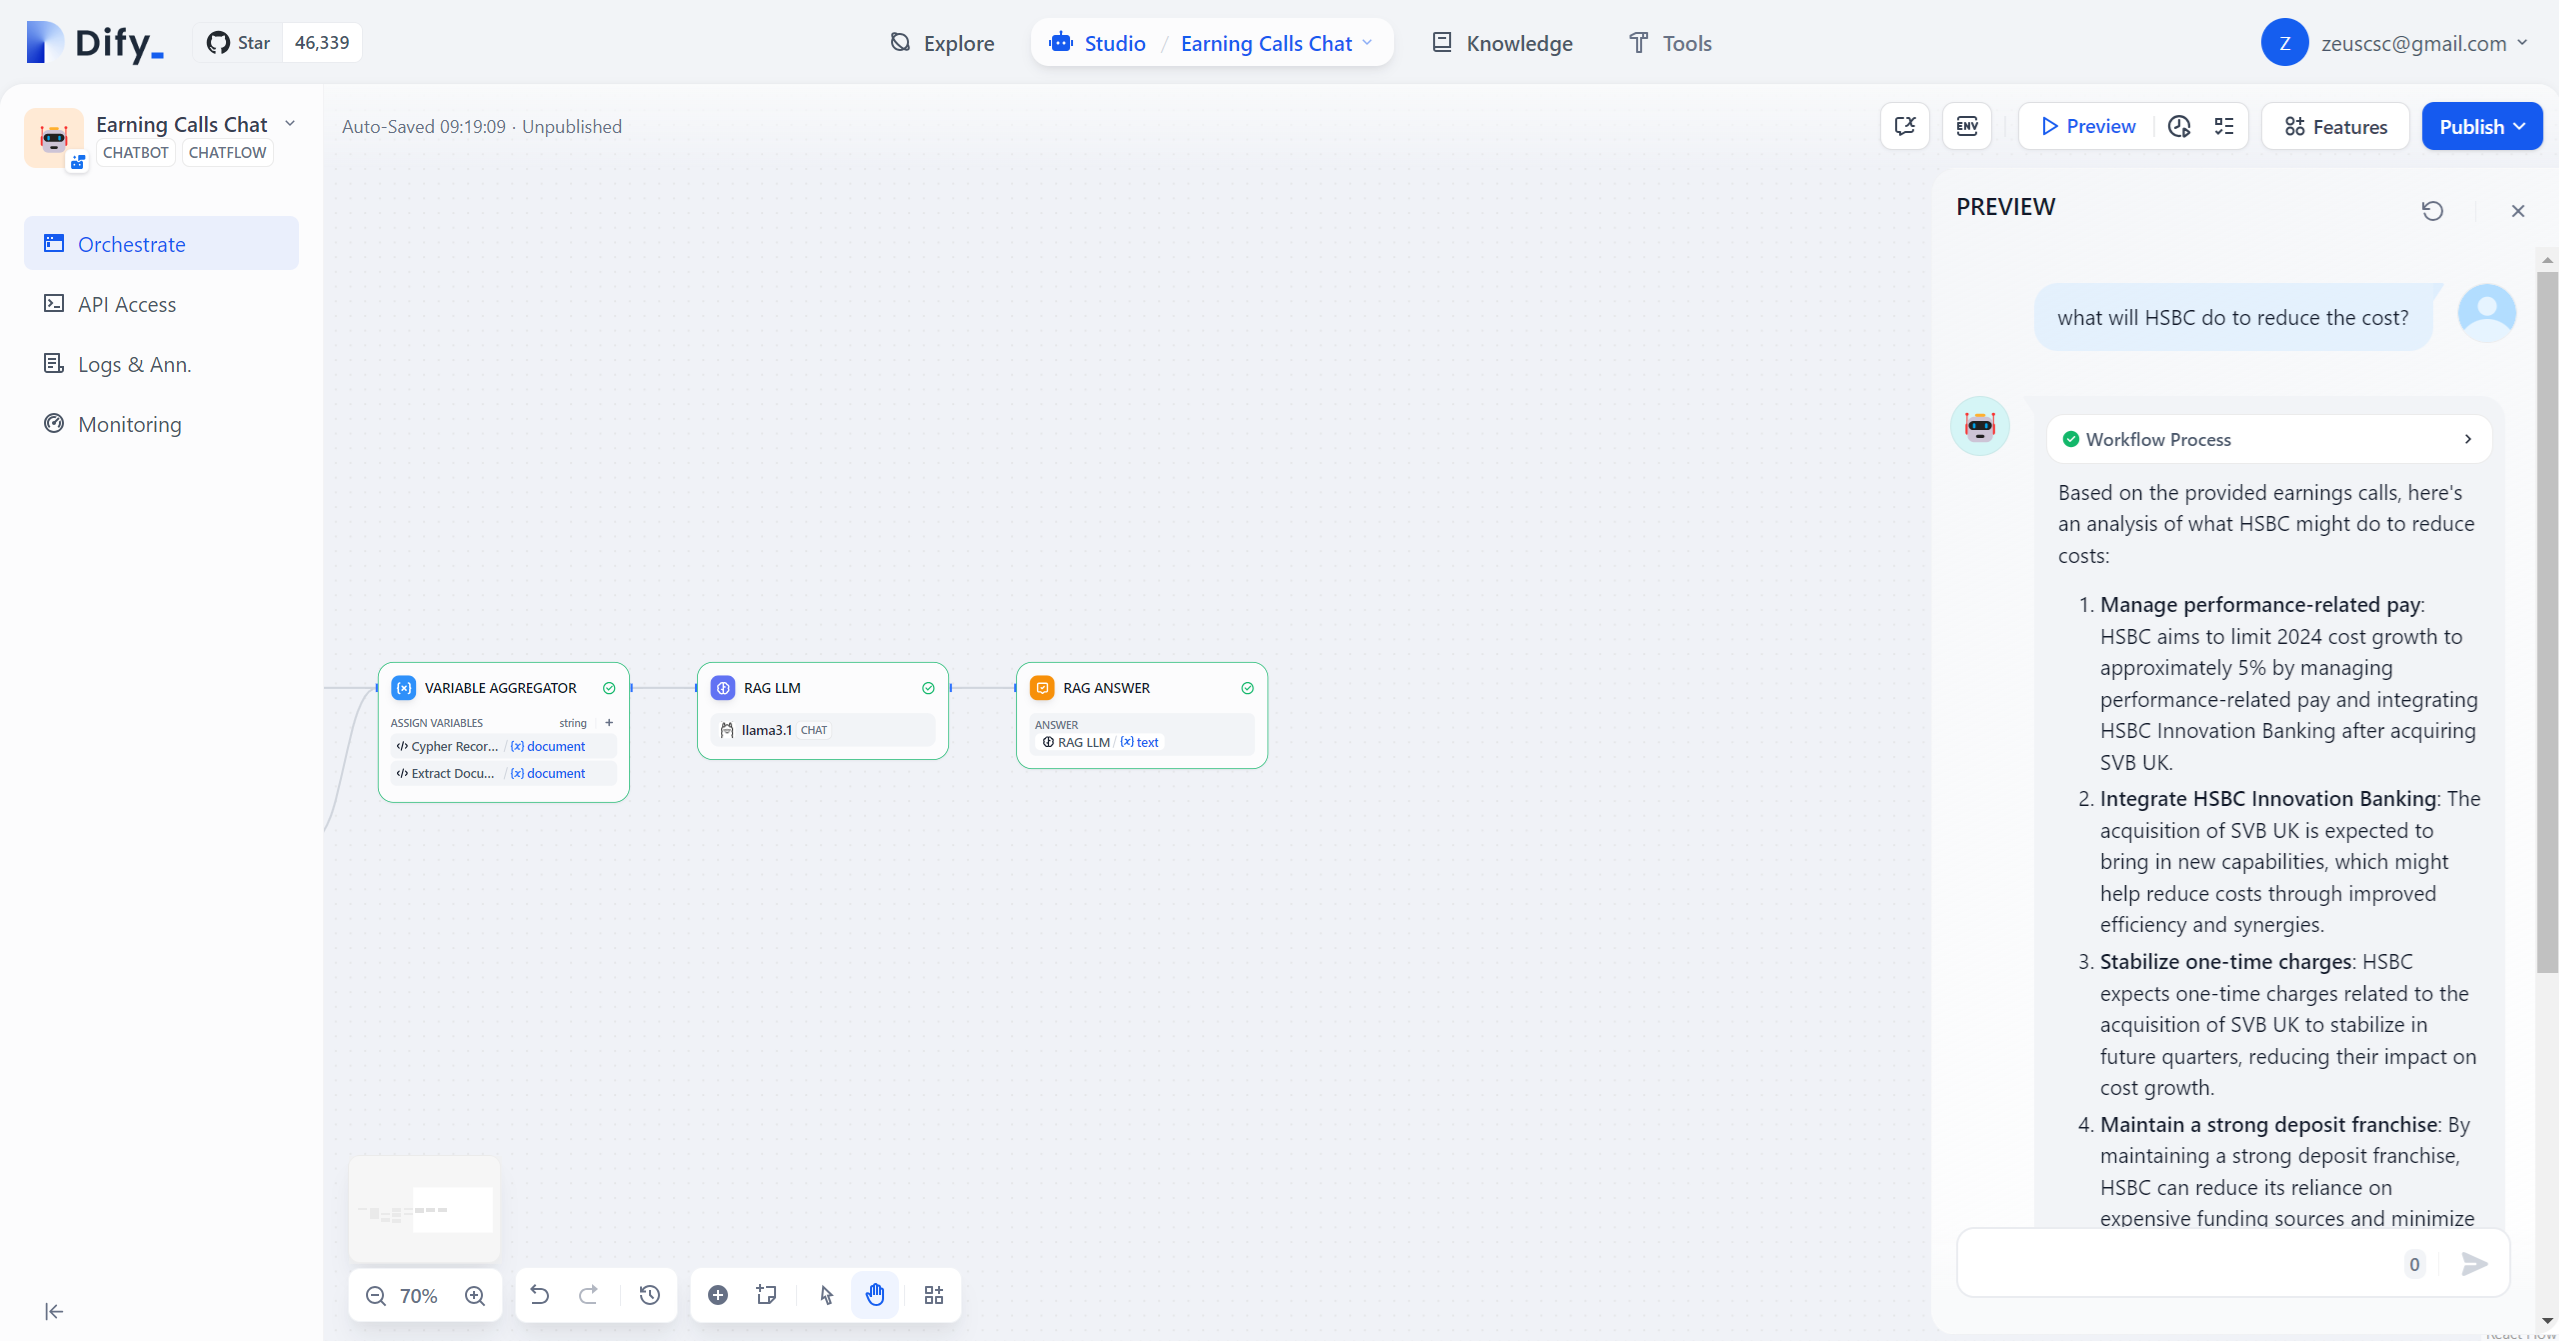 Dify_
Star 46,339
Explore
Studio / Earning Calls Chat
Knowledge
Tools
Z zeuscsc@gmail.com
Earning Calls Chat
CHATBOT CHATFLOW
Orchestrate
API Access
Logs & Ann.
Monitoring
Auto-Saved 09:19:09 · Unpublished
ENV
Preview
Features
Publish
VARIABLE AGGREGATOR
ASSIGN VARIABLES string +
Cypher Recor... / {x} document
Extract Docu... / {x} document
RAG LLM
llama3.1 CHAT
RAG ANSWER
ANSWER
RAG LLM / {x} text
70%
PREVIEW
what will HSBC do to reduce the cost?
Workflow Process
Based on the provided earnings calls, here's
an analysis of what HSBC might do to reduce
costs:
1. Manage performance-related pay:
HSBC aims to limit 2024 cost growth to
approximately 5% by managing
performance-related pay and integrating
HSBC Innovation Banking after acquiring
SVB UK.
2. Integrate HSBC Innovation Banking: The
acquisition of SVB UK is expected to
bring in new capabilities, which might
help reduce costs through improved
efficiency and synergies.
3. Stabilize one-time charges: HSBC
expects one-time charges related to the
acquisition of SVB UK to stabilize in
future quarters, reducing their impact on
cost growth.
4. Maintain a strong deposit franchise: By
maintaining a strong deposit franchise,
HSBC can reduce its reliance on
expensive funding sources and minimize
0
React Flow